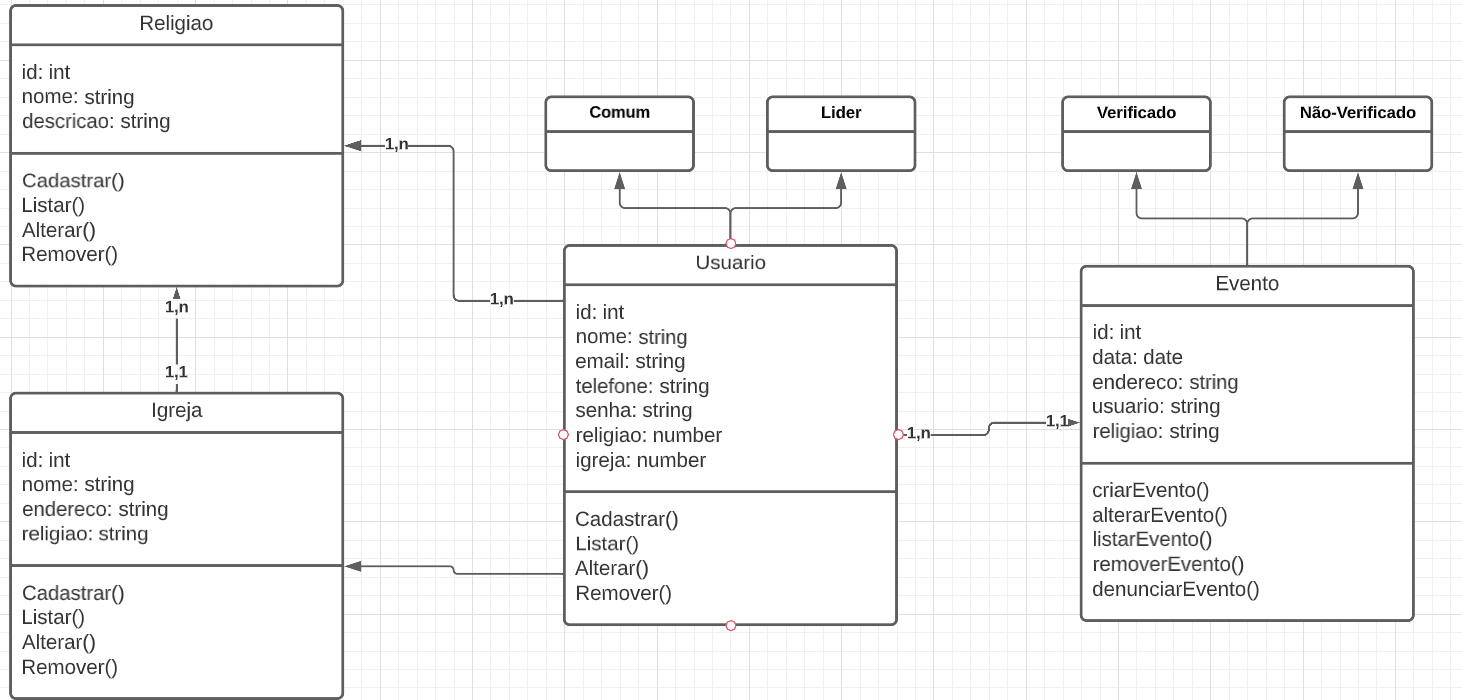 Religiao
id: int
nome: string
descricao: string
Cadastrar()
Listar()
Alterar()
Remover()
1,n
1,1
Igreja
id: int
nome: string
endereco: string
religiao: string
Cadastrar()
Listar()
Alterar()
Remover()
1,n
1,n
Comum
Lider
Usuario
id: int
nome: string
email: string
telefone: string
senha: string
religiao: number
igreja: number
Cadastrar()
Listar()
Alterar()
Remover()
1,n
1,1
Verificado
Não-Verificado
Evento
id: int
data: date
endereco: string
usuario: string
religiao: string
criarEvento()
alterarEvento()
listarEvento()
removerEvento()
denunciarEvento()